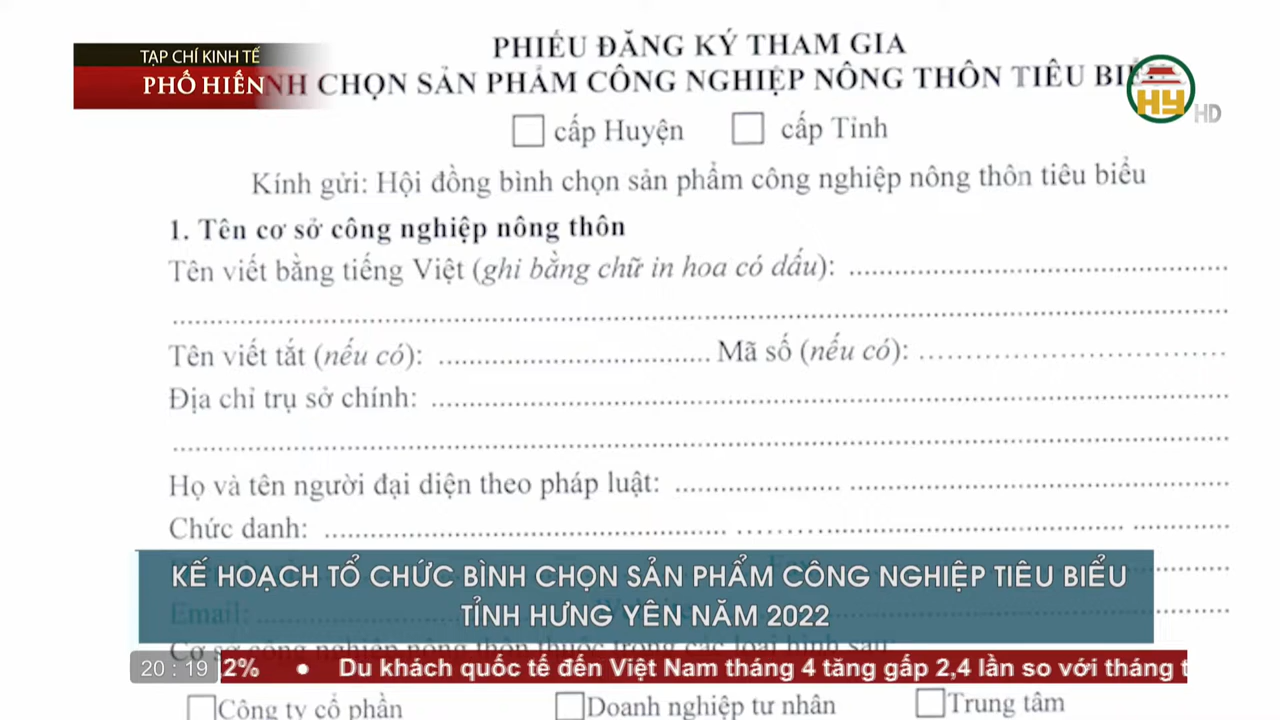 TẠP CHÍ KINH TẾ
PHỐ HIẾN
PHIẾU ĐĂNG KÝ THAM GIA
NH CHỌN SẢN PHẨM CÔNG NGHIỆP NÔNG THÔN TIÊU BI
HY HD
cấp Huyện cấp Tỉnh
Kính gửi: Hội đồng bình chọn sản phẩm công nghiệp nông thôn tiêu biểu
1. Tên cơ sở công nghiệp nông thôn
Tên viết bằng tiếng Việt (ghi bằng chữ in hoa có dấu):
Tên viết tắt (nếu có): Mã số (nếu có):
Địa chỉ trụ sở chính:
Họ và tên người đại diện theo pháp luật:
Chức danh:
KẾ HOẠCH TỔ CHỨC BÌNH CHỌN SẢN PHẨM CÔNG NGHIỆP TIÊU BIỂU
TỈNH HƯNG YÊN NĂM 2022
Email:
Cơ sở công nghiệp nông thôn thuộc trong các loại hình sau:
20 : 19 2% • Du khách quốc tế đến Việt Nam tháng 4 tăng gấp 2,4 lần so với tháng t
Công ty cổ phần Doanh nghiệp tư nhân Trung tâm